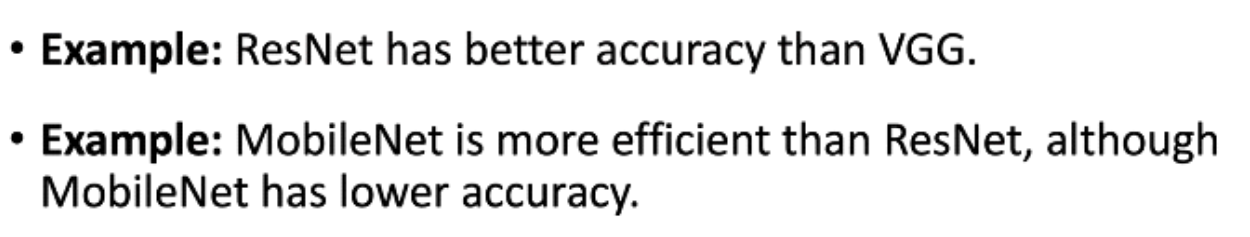 • Example: ResNet has better accuracy than VGG.
• Example: MobileNet is more efficient than ResNet, although
MobileNet has lower accuracy.